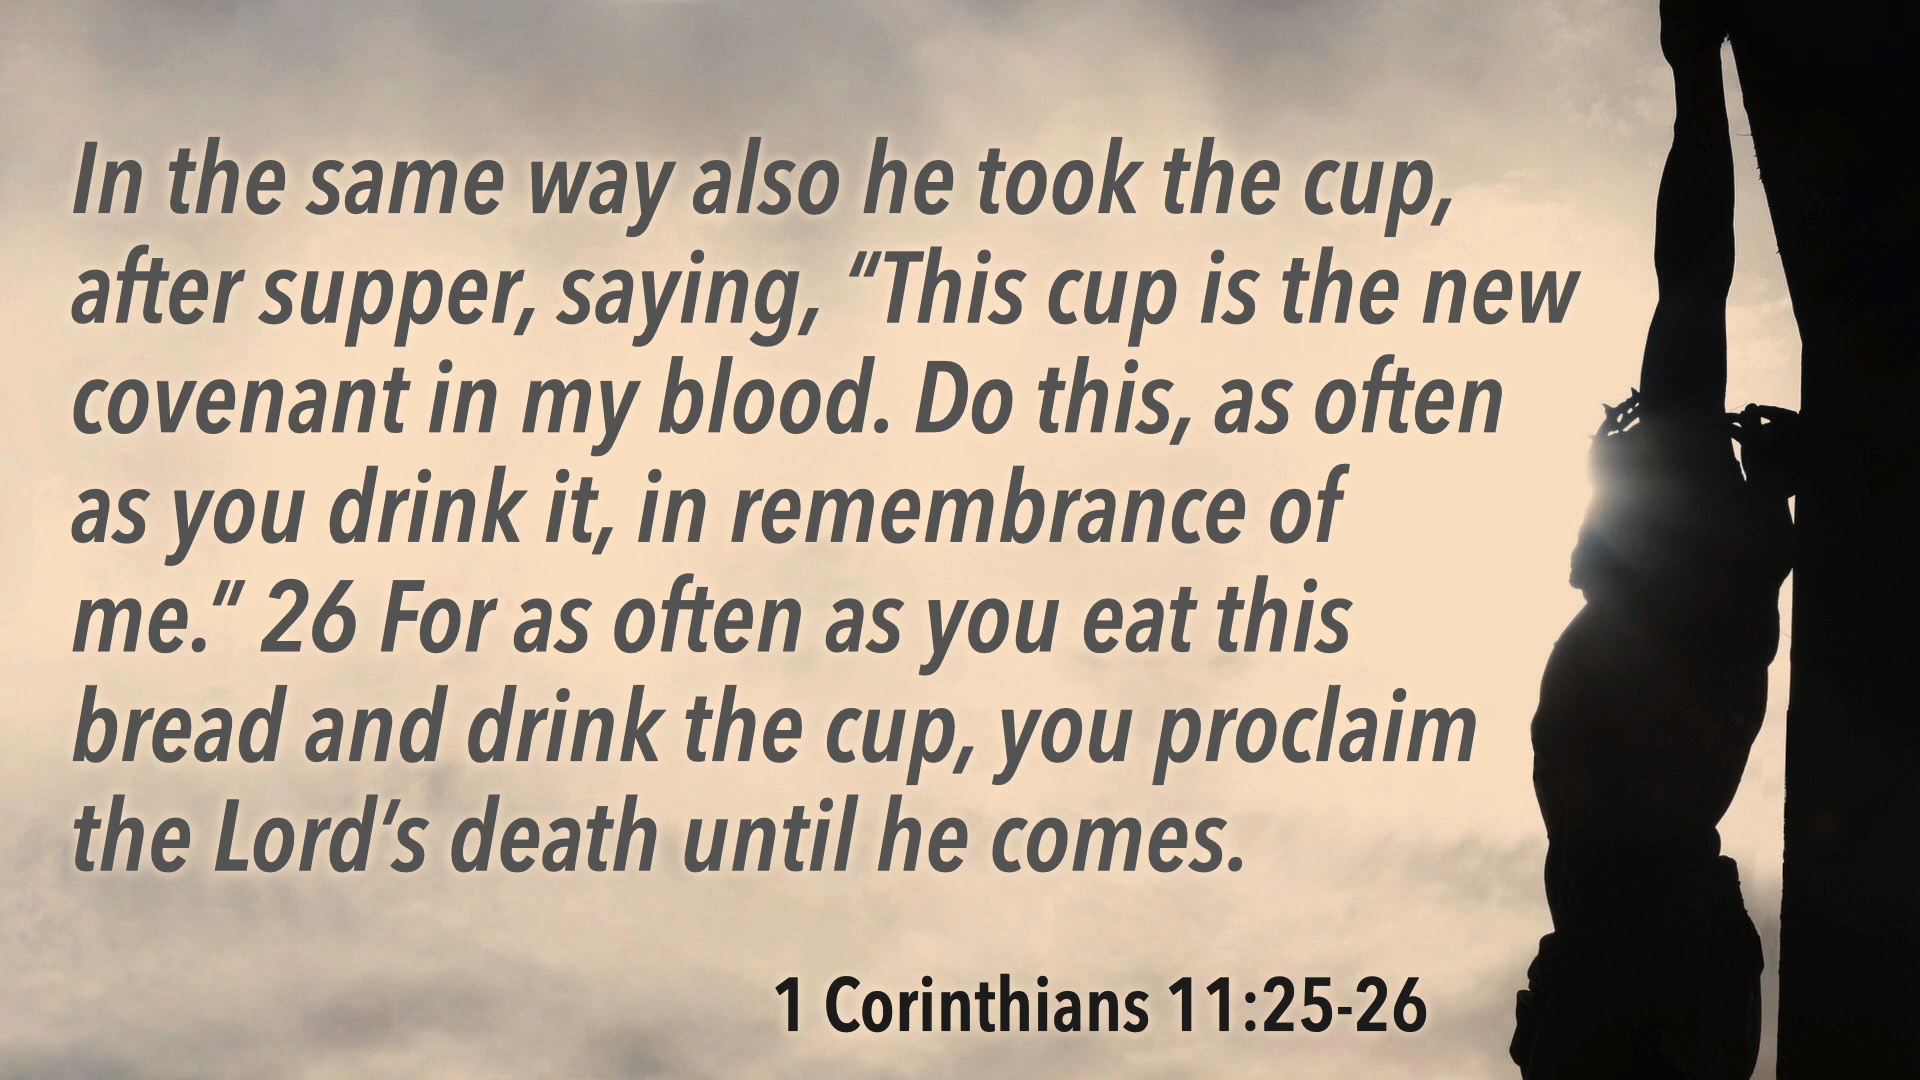 In the same way also he took the cup,
after supper, saying, “This cup is the new
covenant in my blood. Do this, as often
as you drink it, in remembrance of
me.” 26 For as often as you eat this
bread and drink the cup, you proclaim
the Lord’s death until he comes.
1 Corinthians 11:25-26